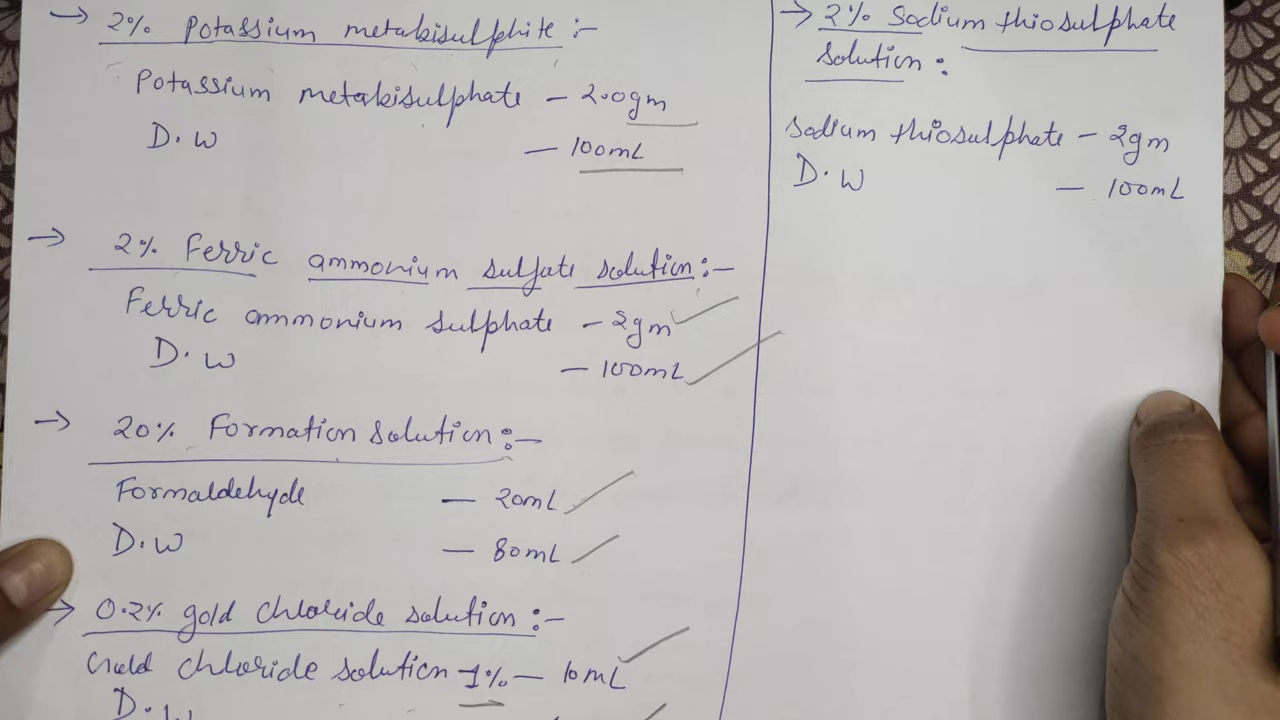 → 2% Potassium metabisulphite :-
Potassium metabisulphate - 2.0gm
D.W - 100mL
→ 2% Ferric ammonium sulfate solution :-
Ferric ammonium sulphate - 2gm
D.W - 100mL
→ 20% Formation solution :-
Formaldehyde - 20mL
D.W - 80mL
→ 0.2% gold chloride solution :-
Gold chloride solution 1% - 10mL
D.W
→ 2% Sodium thiosulphate
solution :
Sodium thiosulphate - 2gm
D.W - 100mL